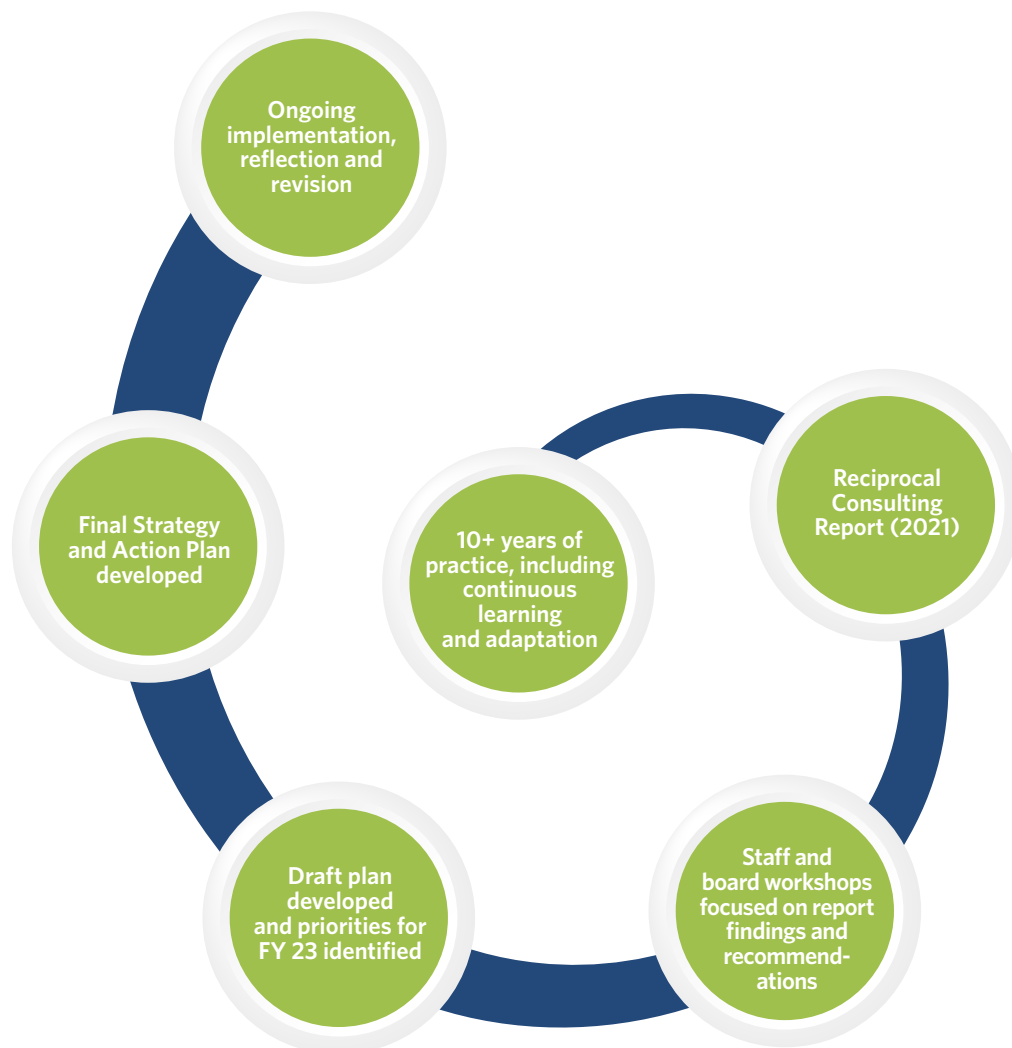 Ongoing
implementation,
reflection and
revision
Reciprocal
Consulting
Report (2021)
Final Strategy
and Action Plan
developed
10+ years of
practice, including
continuous
learning
and adaptation
Staff and
board workshops
focused on report
findings and
recommend-
ations
Draft plan
developed
and priorities for
FY 23 identified